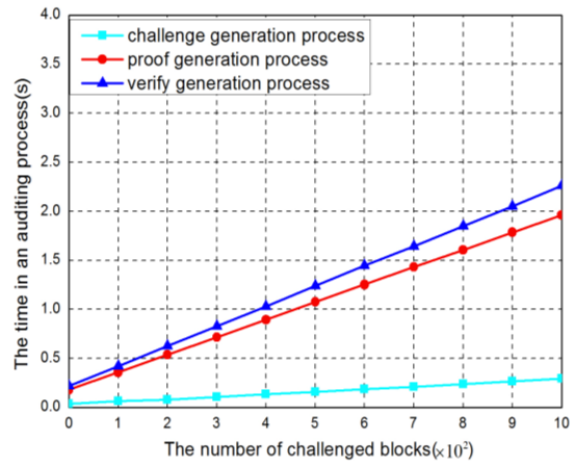 4.0
3.5
3.0
2.5
2.0
1.5
1.0
0.5
0.0
The time in an auditing process(s)
challenge generation process
proof generation process
verify generation process
0 1 2 3 4 5 6 7 8 9 10
The number of challenged blocks(×10²)